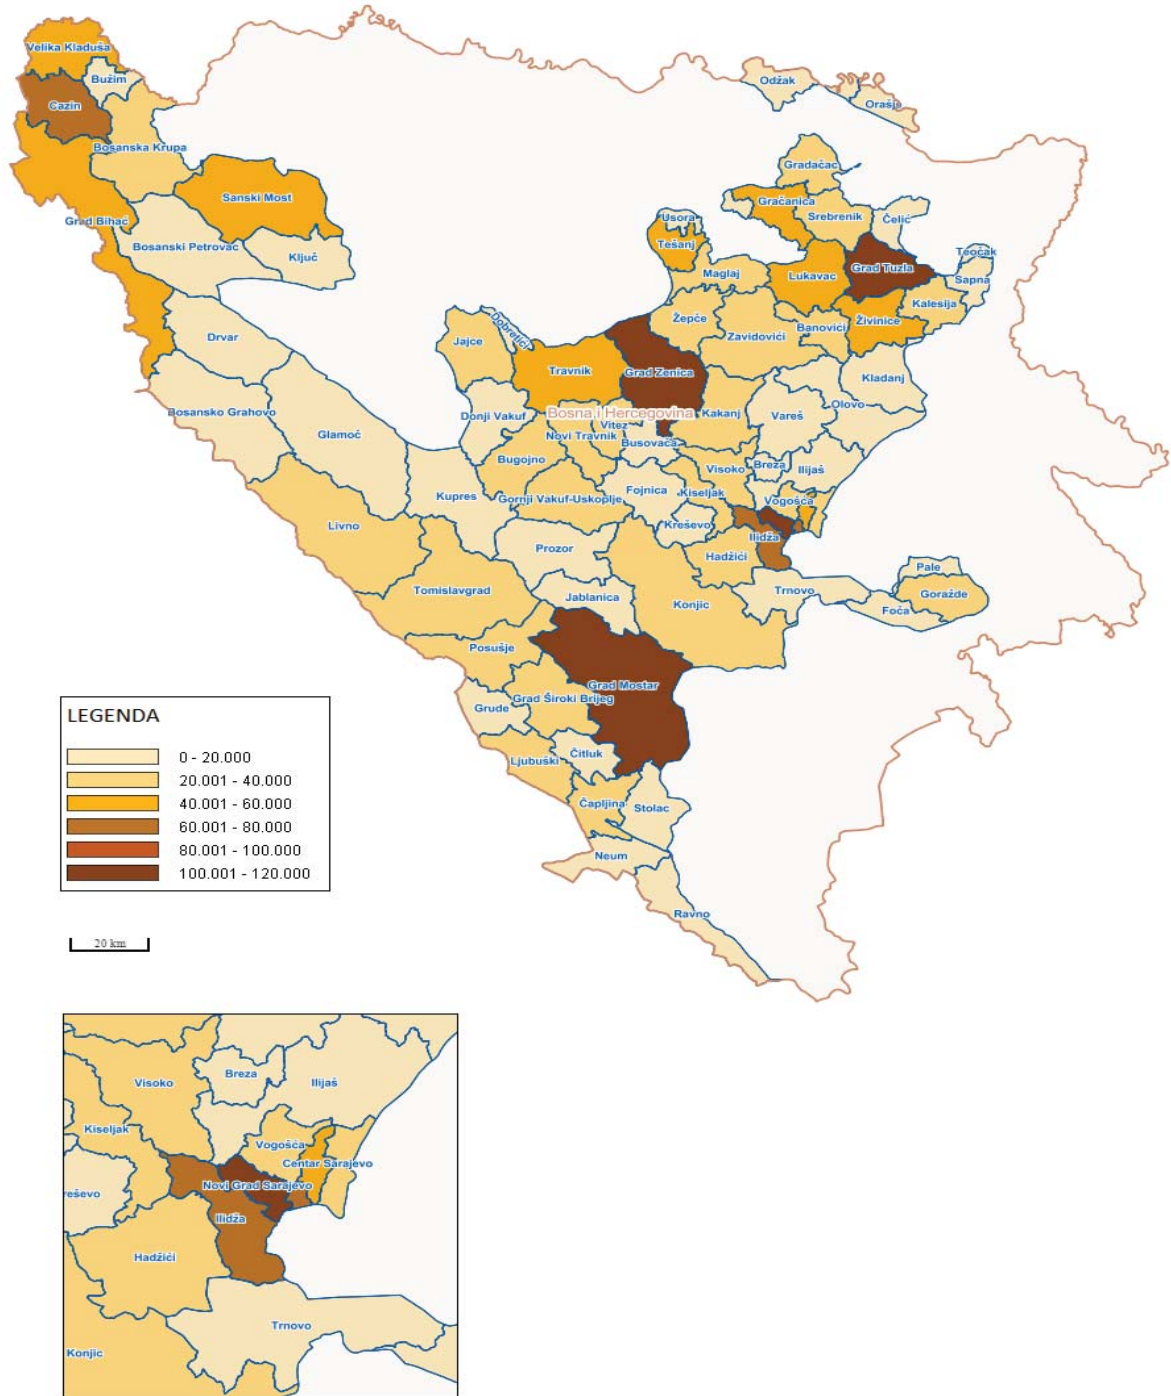 Velika Kladuša
Bužim
Cazin
Bosanska Krupa
Odžak
Orašje
Gradačac
Sanski Most
Gračanica
Srebrenik
Čelić
Grad Bihać
Bosanski Petrovac
Ključ
Usora
Tešanj
Maglaj
Lukavac
Grad Tuzla
Teočak
Sapna
Kalesija
Živinice
Drvar
Jajce
Dobretići
Žepče
Zavidovići
Banovići
Travnik
Grad Zenica
Kladanj
Olovo
Bosansko Grahovo
Glamoč
Donji Vakuf
Bosna i Hercegovina
Kakanj
Vareš
Novi Travnik
Vitez
Busovača
Bugojno
Visoko
Breza
Ilijaš
Kupres
Gornji Vakuf-Uskoplje
Fojnica
Kiseljak
Vogošća
Livno
Kreševo
Ilidža
Prozor
Hadžići
Pale
Goražde
Tomislavgrad
Jablanica
Konjic
Trnovo
Foča
Posušje
Grad Mostar
Grad Široki Brijeg
Grude
Čitluk
Ljubuški
Čapljina
Stolac
Neum
Ravno
LEGENDA
0 - 20.000
20.001 - 40.000
40.001 - 60.000
60.001 - 80.000
80.001 - 100.000
100.001 - 120.000
20 km
Breza
Visoko
Ilijaš
Kiseljak
Vogošća
Centar Sarajevo
reševo
Novi Grad Sarajevo
Ilidža
Hadžići
Trnovo
Konjic